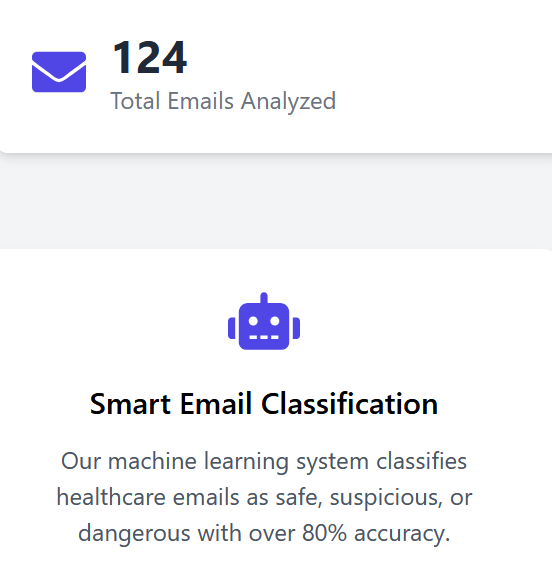 124
Total Emails Analyzed
Smart Email Classification
Our machine learning system classifies
healthcare emails as safe, suspicious, or
dangerous with over 80% accuracy.